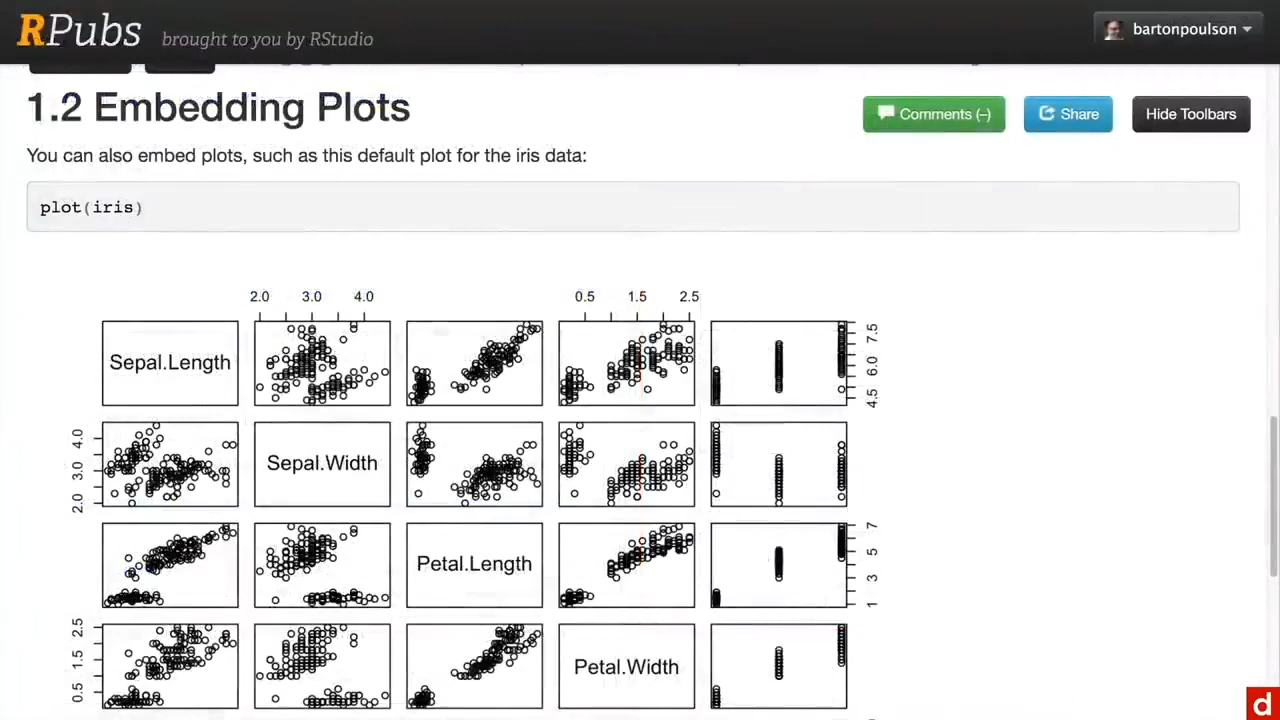 RPubs brought to you by RStudio
bartonpoulson
1.2 Embedding Plots
Comments (–)
Share
Hide Toolbars
You can also embed plots, such as this default plot for the iris data:
plot(iris)
2.0 3.0 4.0
0.5 1.5 2.5
Sepal.Length
4.5 6.0 7.5
2.0 3.0 4.0
Sepal.Width
Petal.Length
1 3 5 7
0.5 1.5 2.5
Petal.Width
d